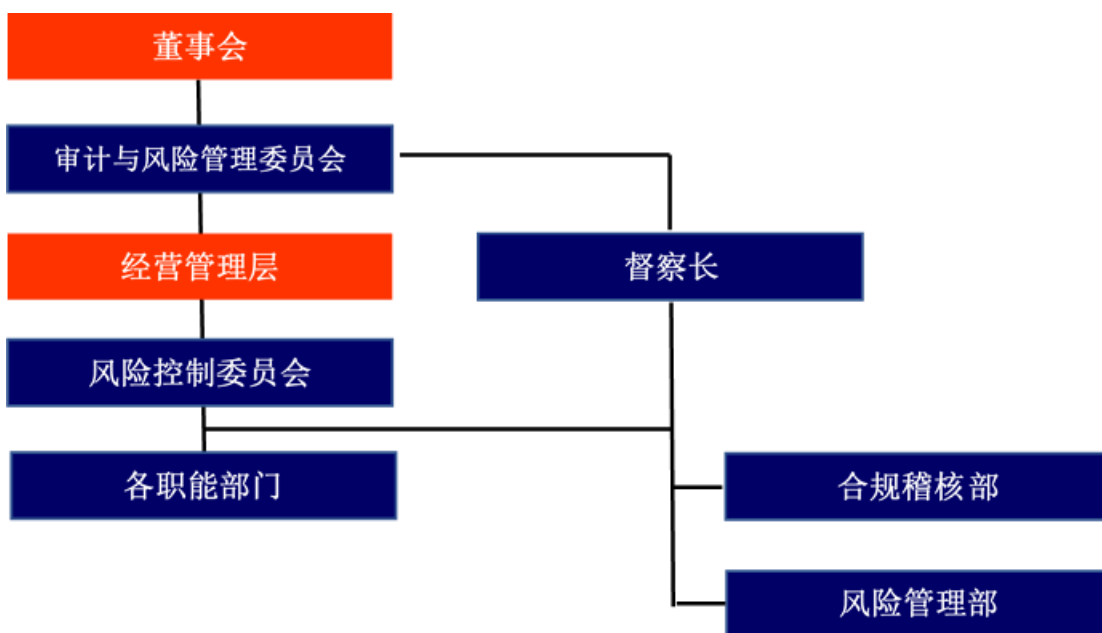 董事会
审计与风险管理委员会
经营管理层
督察长
风险控制委员会
各职能部门
合规稽核部
风险管理部